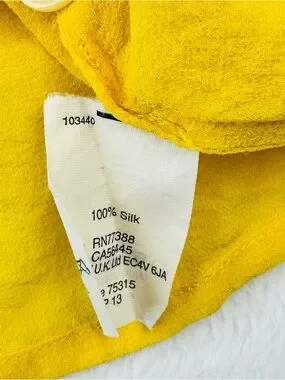 103440
100% Silk
RN77388
CA56445
U.K.Ltd EC4V 6JA
75315
13